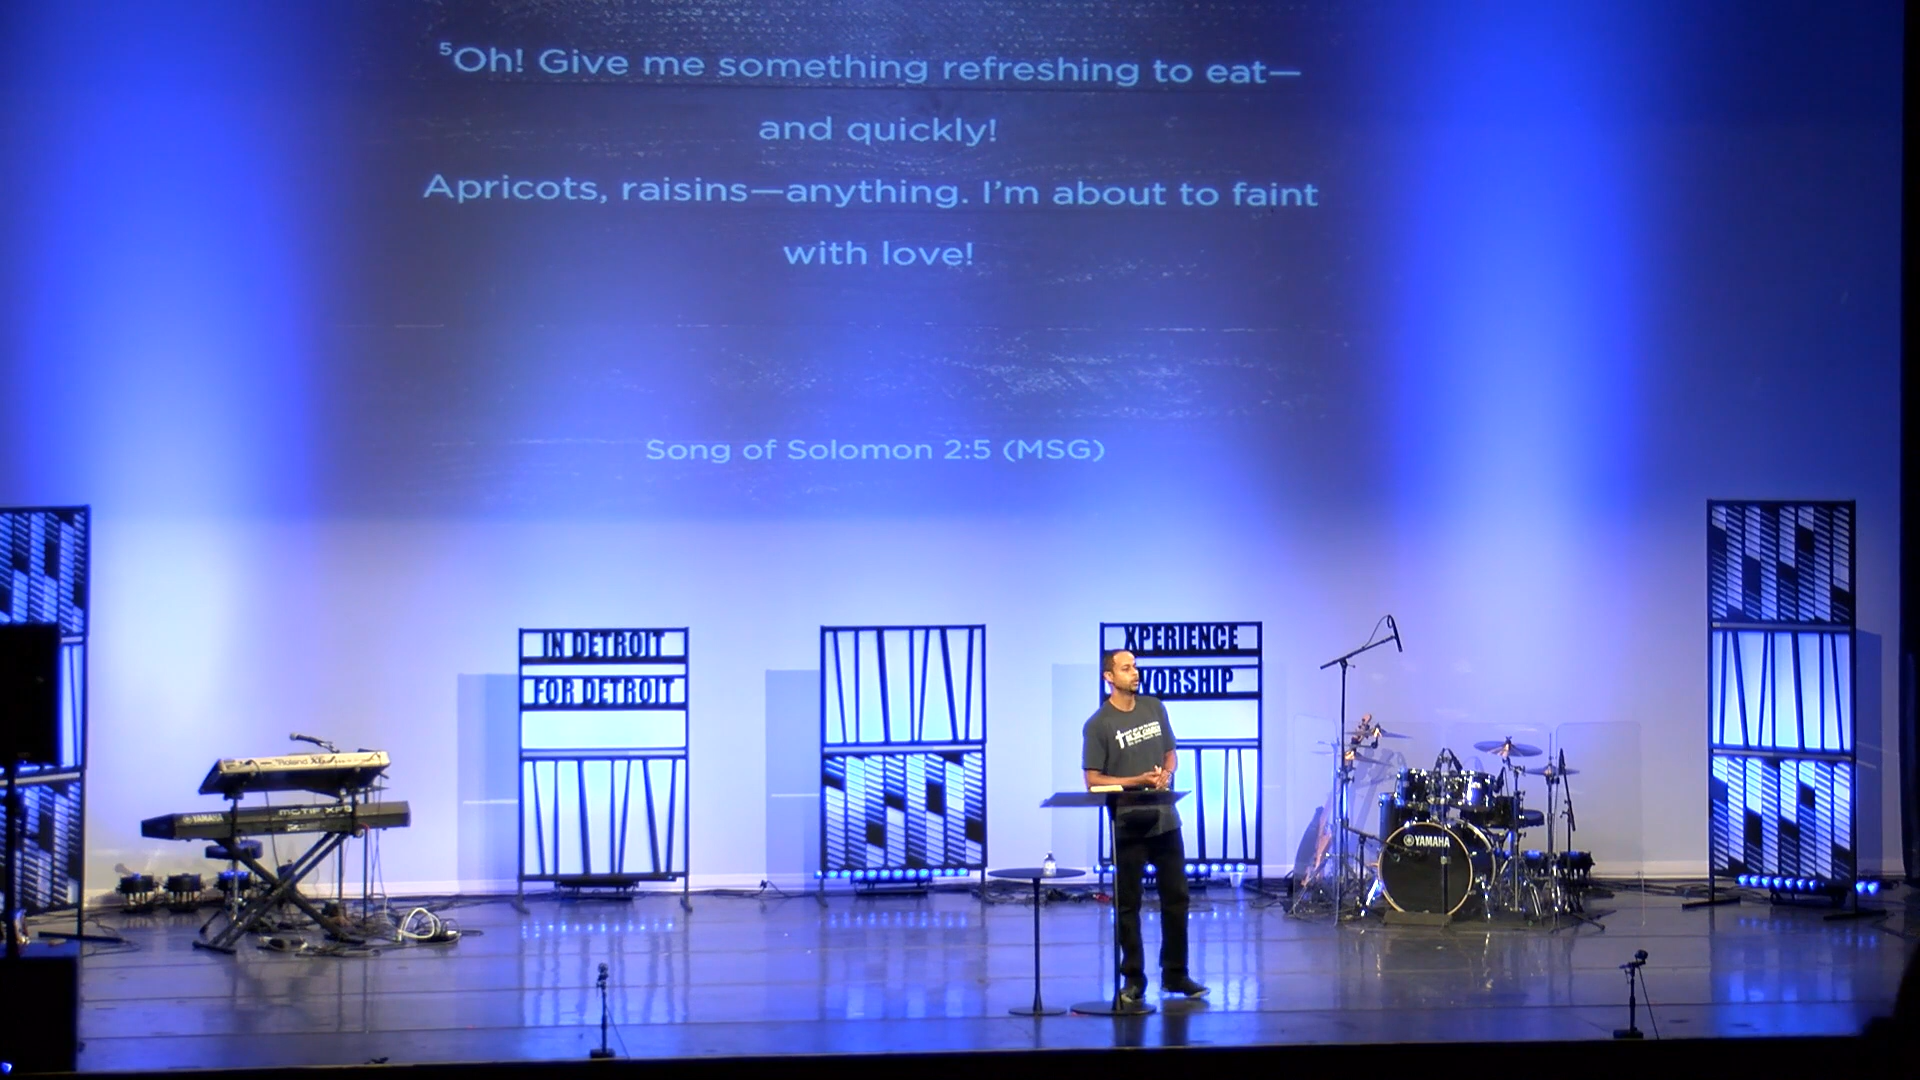 ⁵Oh! Give me something refreshing to eat—
and quickly!
Apricots, raisins—anything. I'm about to faint
with love!
Song of Solomon 2:5 (MSG)
IN DETROIT
FOR DETROIT
XPERIENCE
WORSHIP
Roland
YAMAHA
YAMAHA